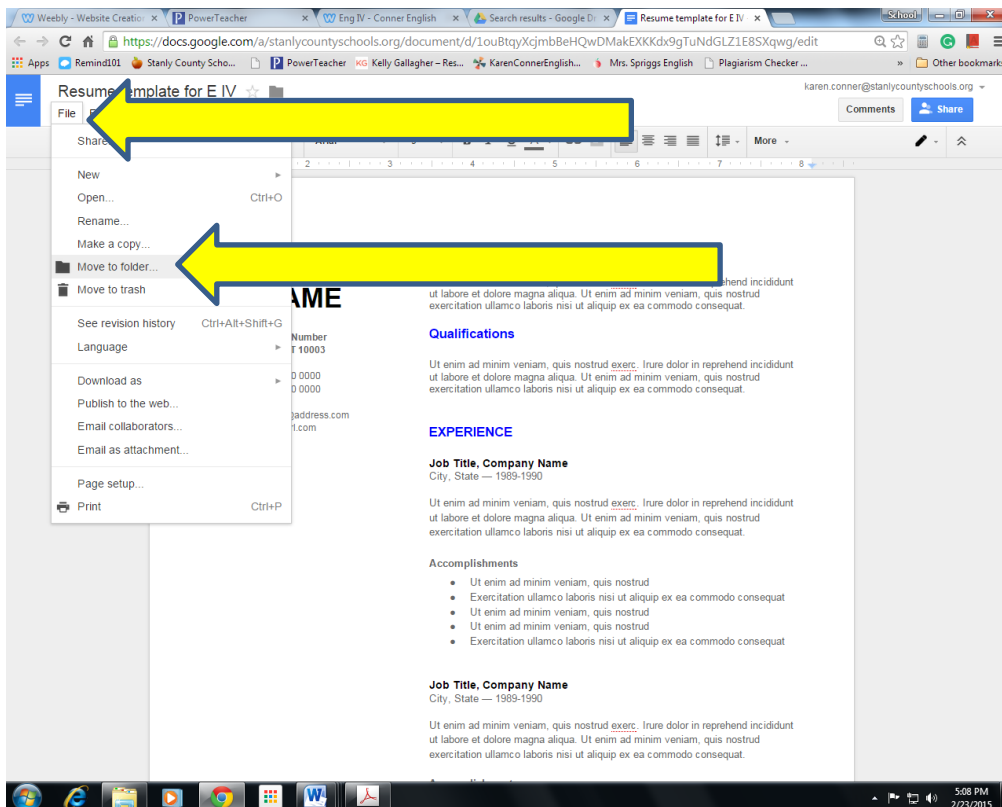 Weebly - Website Creation
PowerTeacher
Eng IV - Conner English
Search results - Google Dr
Resume template for E IV
School
https://docs.google.com/a/stanlycountyschools.org/document/d/1ouBtqyXcjmbBeHQwDMakEXKKdx9gTuNdGLZ1E8SXqwg/edit
Apps
Remind101
Stanly County Scho...
PowerTeacher
KG Kelly Gallagher – Res...
KarenConnerEnglish...
Mrs. Spriggs English
Plagiarism Checker ...
»
Other bookmarks
Resume template for E IV
karen.conner@stanlycountyschools.org
File
Comments
Share
Share
More
2 3 4 5 6 7 8
New
Open... Ctrl+O
Rename...
Make a copy...
Move to folder...
Move to trash
See revision history Ctrl+Alt+Shift+G
Language
Download as
Publish to the web...
Email collaborators...
Email as attachment...
Page setup...
Print Ctrl+P
AME
Number
T 10003
0 0000
0 0000
@address.com
rl.com
ehend incididunt
ut labore et dolore magna aliqua. Ut enim ad minim veniam, quis nostrud
exercitation ullamco laboris nisi ut aliquip ex ea commodo consequat.
Qualifications
Ut enim ad minim veniam, quis nostrud exerc. Irure dolor in reprehend incididunt
ut labore et dolore magna aliqua. Ut enim ad minim veniam, quis nostrud
exercitation ullamco laboris nisi ut aliquip ex ea commodo consequat.
EXPERIENCE
Job Title, Company Name
City, State — 1989-1990
Ut enim ad minim veniam, quis nostrud exerc. Irure dolor in reprehend incididunt
ut labore et dolore magna aliqua. Ut enim ad minim veniam, quis nostrud
exercitation ullamco laboris nisi ut aliquip ex ea commodo consequat.
Accomplishments
● Ut enim ad minim veniam, quis nostrud
● Exercitation ullamco laboris nisi ut aliquip ex ea commodo consequat
● Ut enim ad minim veniam, quis nostrud
● Ut enim ad minim veniam, quis nostrud
● Exercitation ullamco laboris nisi ut aliquip ex ea commodo consequat
Job Title, Company Name
City, State — 1989-1990
Ut enim ad minim veniam, quis nostrud exerc. Irure dolor in reprehend incididunt
ut labore et dolore magna aliqua. Ut enim ad minim veniam, quis nostrud
exercitation ullamco laboris nisi ut aliquip ex ea commodo consequat.
5:08 PM
2/23/2015